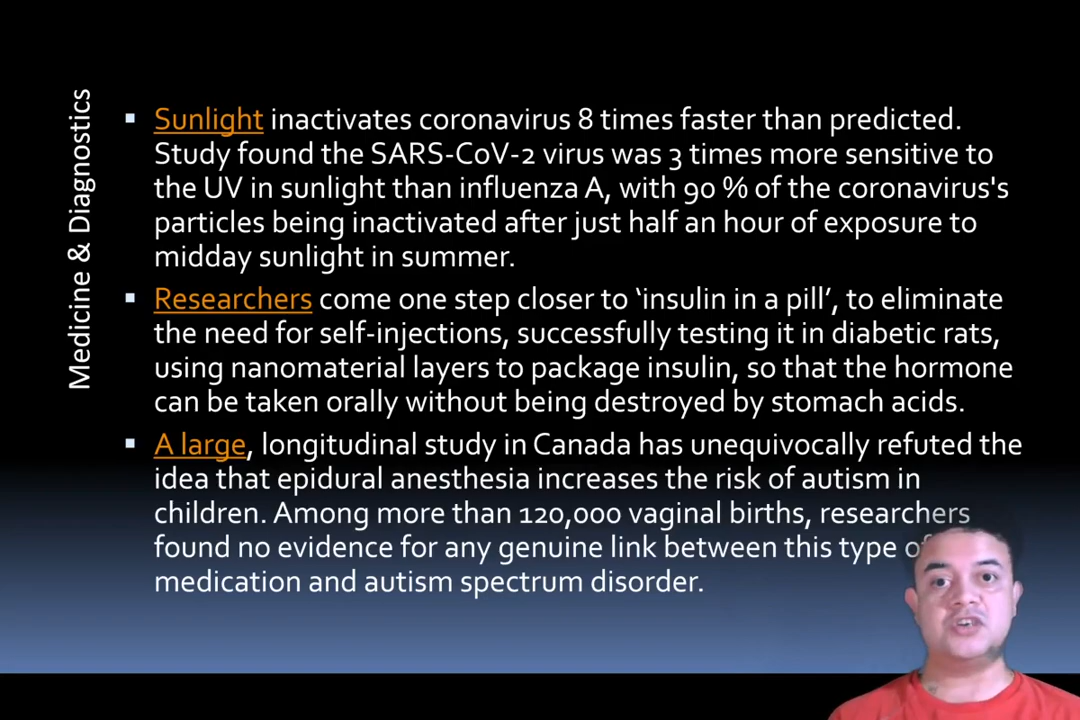 Medicine & Diagnostics
Sunlight inactivates coronavirus 8 times faster than predicted.
Study found the SARS-CoV-2 virus was 3 times more sensitive to
the UV in sunlight than influenza A, with 90 % of the coronavirus's
particles being inactivated after just half an hour of exposure to
midday sunlight in summer.
Researchers come one step closer to ‘insulin in a pill’, to eliminate
the need for self-injections, successfully testing it in diabetic rats,
using nanomaterial layers to package insulin, so that the hormone
can be taken orally without being destroyed by stomach acids.
A large, longitudinal study in Canada has unequivocally refuted the
idea that epidural anesthesia increases the risk of autism in
children. Among more than 120,000 vaginal births, researchers
found no evidence for any genuine link between this type of
medication and autism spectrum disorder.